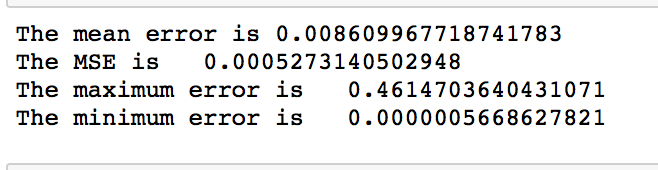 The mean error is 0.008609967718741783
The MSE is   0.0005273140502948
The maximum error is   0.4614703640431071
The minimum error is   0.0000005668627821